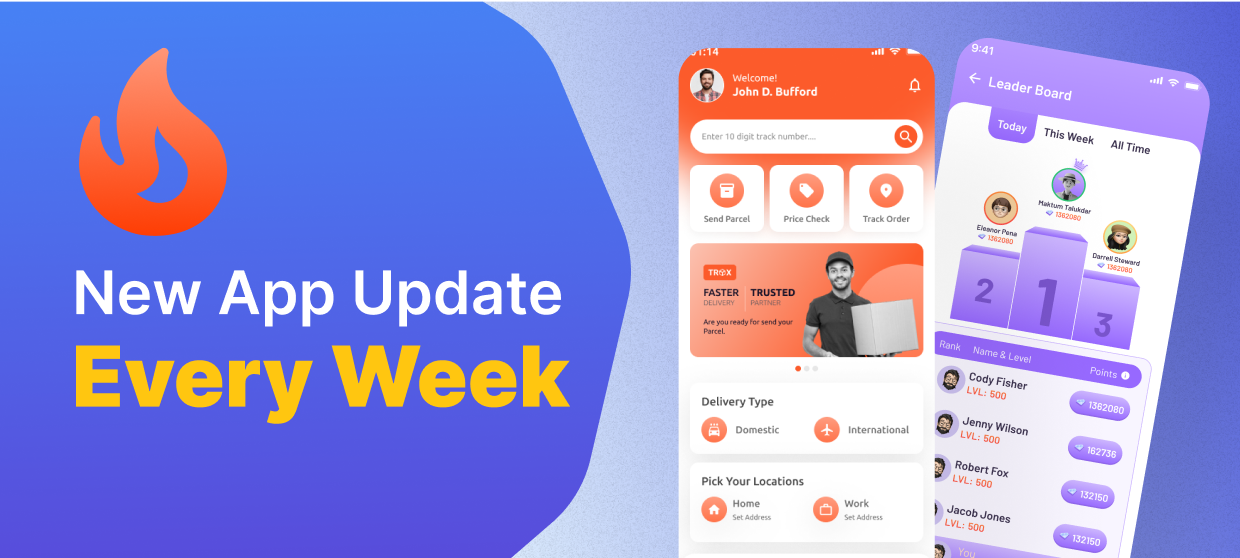 New App Update
Every Week
Welcome!
John D. Bufford
Enter 10 digit track number....
Send Parcel
Price Check
Track Order
TROX
FASTER
DELIVERY
TRUSTED
PARTNER
Are you ready for send your
Parcel.
Delivery Type
Domestic
International
Pick Your Locations
Home
Set Address
Work
Set Address
9:41
Leader Board
Today
This Week
All Time
Maktum Talukdar
1362080
Eleanor Pena
1362080
Darrell Steward
1362080
2
1
3
Rank
Name & Level
Points
Cody Fisher
LVL: 500
1362080
Jenny Wilson
LVL: 500
162736
Robert Fox
LVL: 500
132150
Jacob Jones
LVL: 500
132150
You